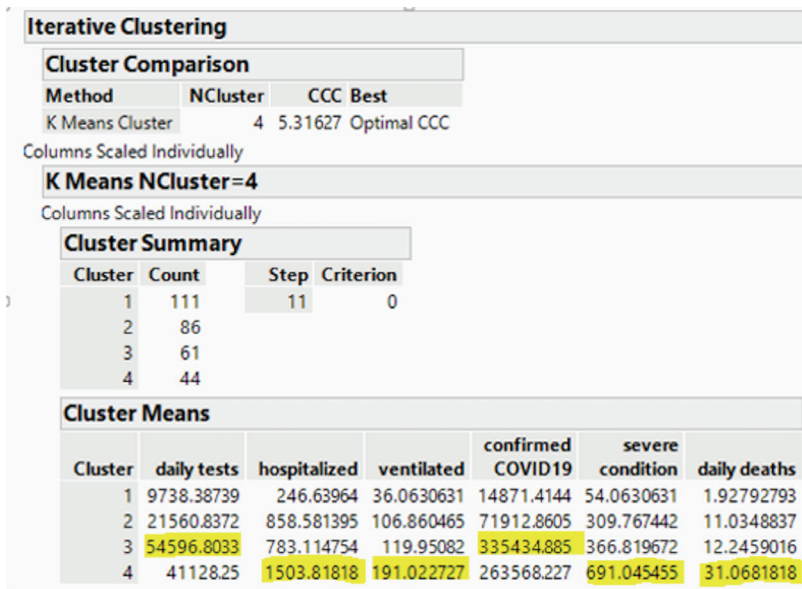 Iterative Clustering
Cluster Comparison
Method NCluster CCC Best
K Means Cluster 4 5.31627 Optimal CCC
Columns Scaled Individually
K Means NCluster=4
Columns Scaled Individually
Cluster Summary
Cluster Count Step Criterion
1 111 11 0
2 86
3 61
4 44
Cluster Means
confirmed severe
Cluster daily tests hospitalized ventilated COVID19 condition daily deaths
1 9738.38739 246.63964 36.0630631 14871.4144 54.0630631 1.92792793
2 21560.8372 858.581395 106.860465 71912.8605 309.767442 11.0348837
3 54596.8033 783.114754 119.95082 335434.885 366.819672 12.2459016
4 41128.25 1503.81818 191.022727 263568.227 691.045455 31.0681818